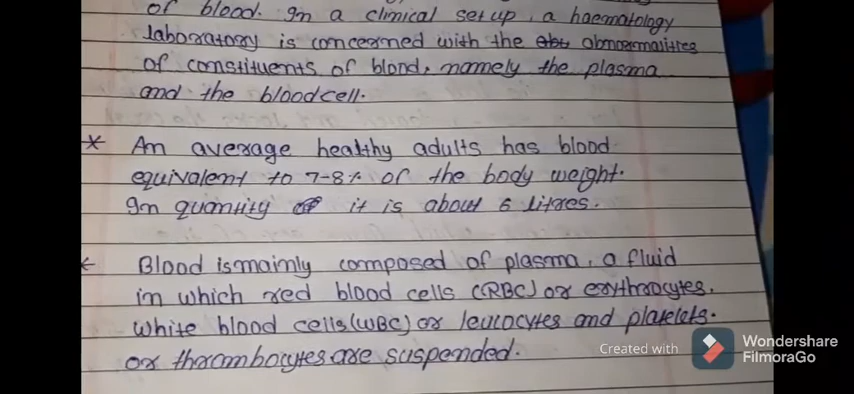 of blood. In a clinical set up, a haematology
laboratory is concerned with the abnormalities
of constituents of blood, namely the plasma
and the bloodcell.
* An average healthy adults has blood
equivalent to 7-8% of the body weight.
In quantity it is about 6 litres.
Blood is mainly composed of plasma, a fluid
in which red blood cells (RBC) or erythrocytes,
white blood cells (WBC) or leucocytes and platelets.
or thrombocytes are suspended.
Created with
Wondershare
FilmoraGo